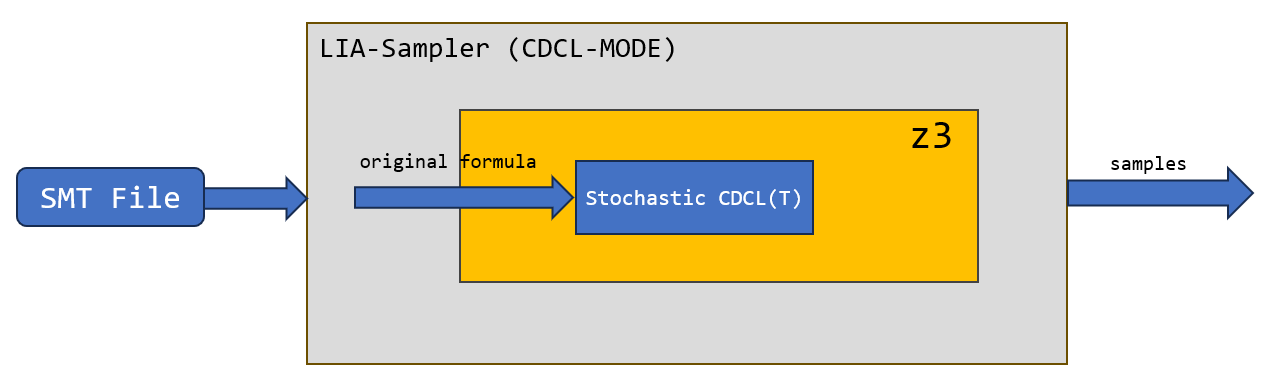 LIA-Sampler (CDCL-MODE)
z3
original formula
samples
SMT File
Stochastic CDCL(T)